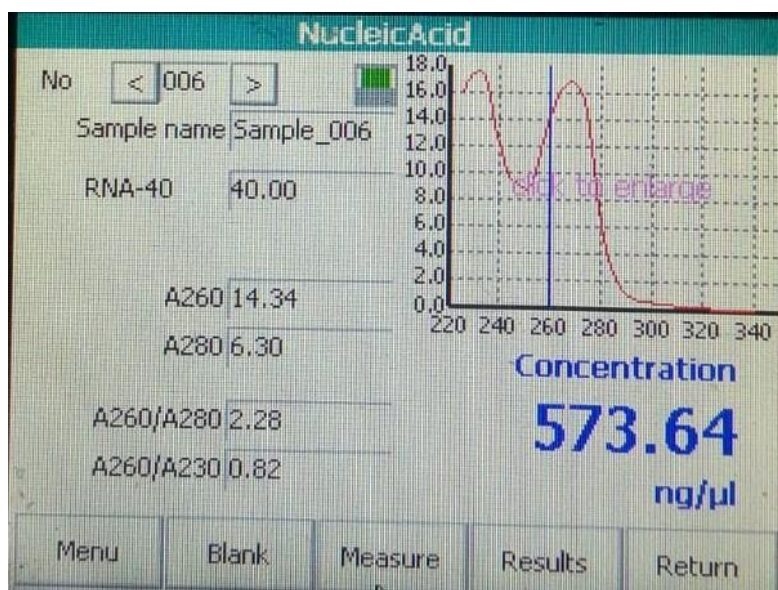 NucleicAcid
No < 006 >
Sample name Sample_006
RNA-40 40.00
A260 14.34
A280 6.30
A260/A280 2.28
A260/A230 0.82
18.0
16.0
14.0
12.0
10.0
8.0
6.0
4.0
2.0
0.0
click to enlarge
220 240 260 280 300 320 340
Concentration
573.64
ng/µl
Menu Blank Measure Results Return